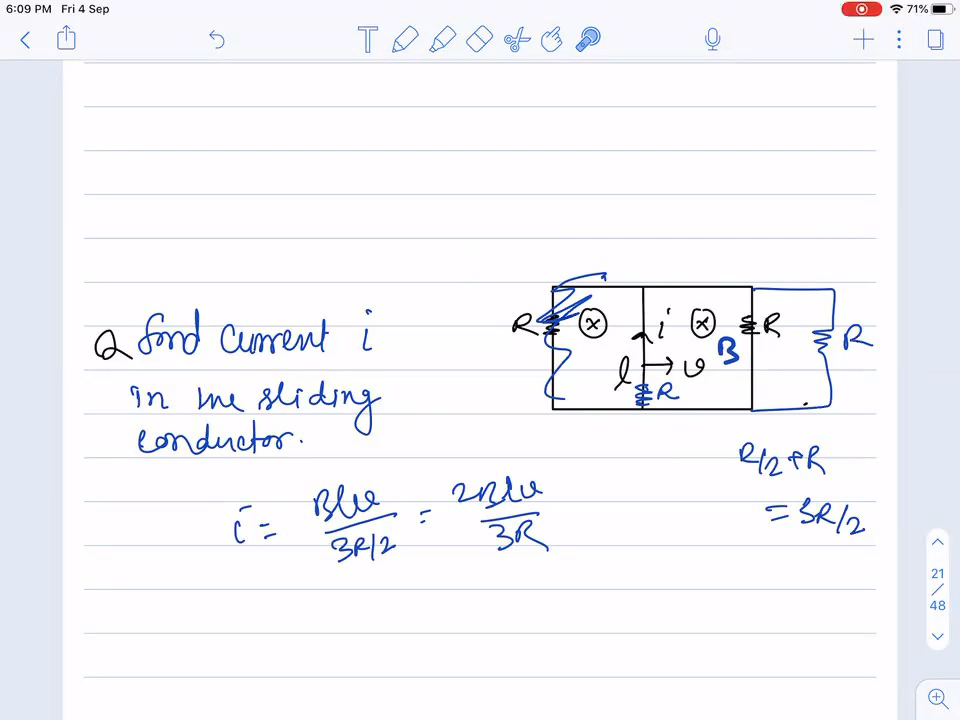 6:09 PM Fri 4 Sep
71%
T
R
i
R
R
B
l
v
R
Q find current i
in the sliding
conductor.
R/2 + R
= 3R/2
i = Blv / 3R/2 = 2Blv / 3R
21
/
48